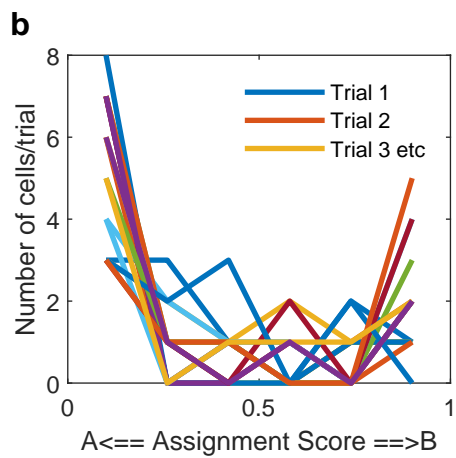 b
8
6
4
2
0
Number of cells/trial
Trial 1
Trial 2
Trial 3 etc
0
0.5
1
A<== Assignment Score ==>B